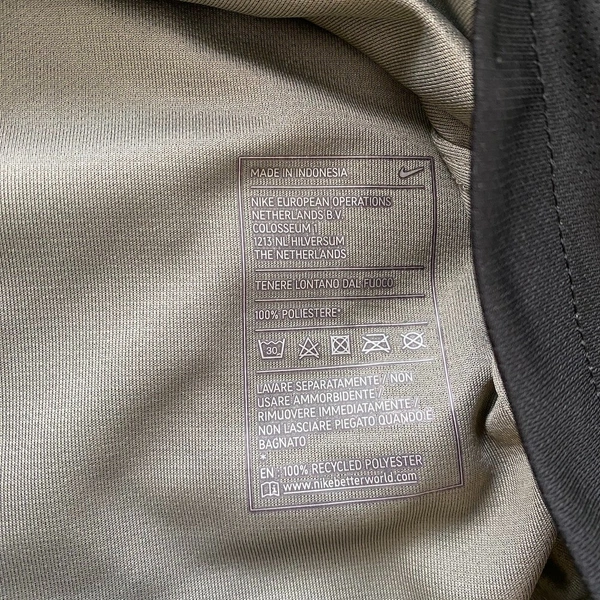 MADE IN INDONESIA
NIKE EUROPEAN OPERATIONS
NETHERLANDS B.V.
COLOSSEUM 1
1213 NL HILVERSUM
THE NETHERLANDS
TENERE LONTANO DAL FUOCO
100% POLIESTERE*
30
LAVARE SEPARATAMENTE / NON
USARE AMMORBIDENTE /
RIMUOVERE IMMEDIATAMENTE /
NON LASCIARE PIEGATO QUANDO E
BAGNATO
*
EN 100% RECYCLED POLYESTER
www.nikebetterworld.com